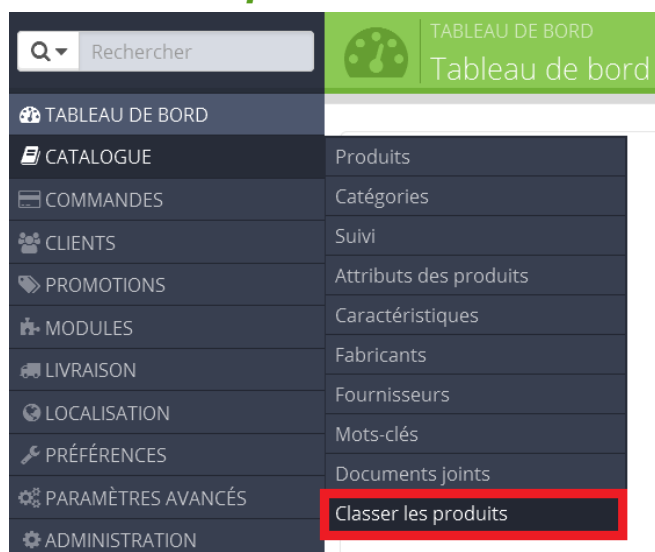 Rechercher
TABLEAU DE BORD
Tableau de bord
TABLEAU DE BORD
CATALOGUE
COMMANDES
CLIENTS
PROMOTIONS
MODULES
LIVRAISON
LOCALISATION
PRÉFÉRENCES
PARAMÈTRES AVANCÉS
ADMINISTRATION
Produits
Catégories
Suivi
Attributs des produits
Caractéristiques
Fabricants
Fournisseurs
Mots-clés
Documents joints
Classer les produits